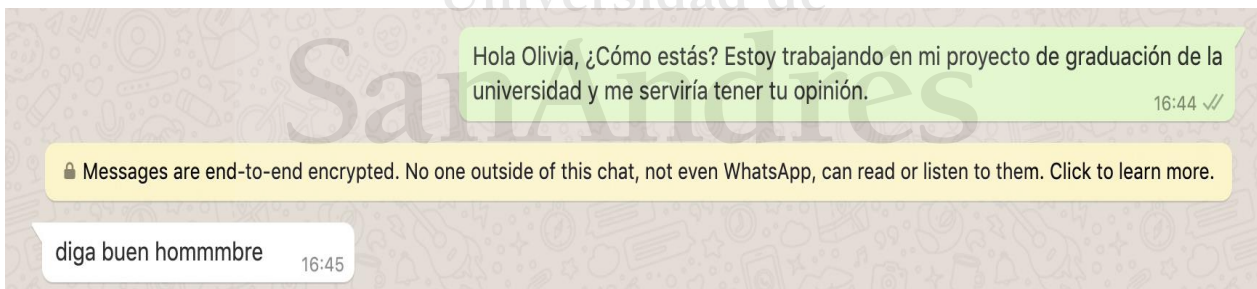 Universidad de
SanAndrés
Hola Olivia, ¿Cómo estás? Estoy trabajando en mi proyecto de graduación de la
universidad y me serviría tener tu opinión.
16:44
Messages are end-to-end encrypted. No one outside of this chat, not even WhatsApp, can read or listen to them. Click to learn more.
diga buen hommmbre
16:45